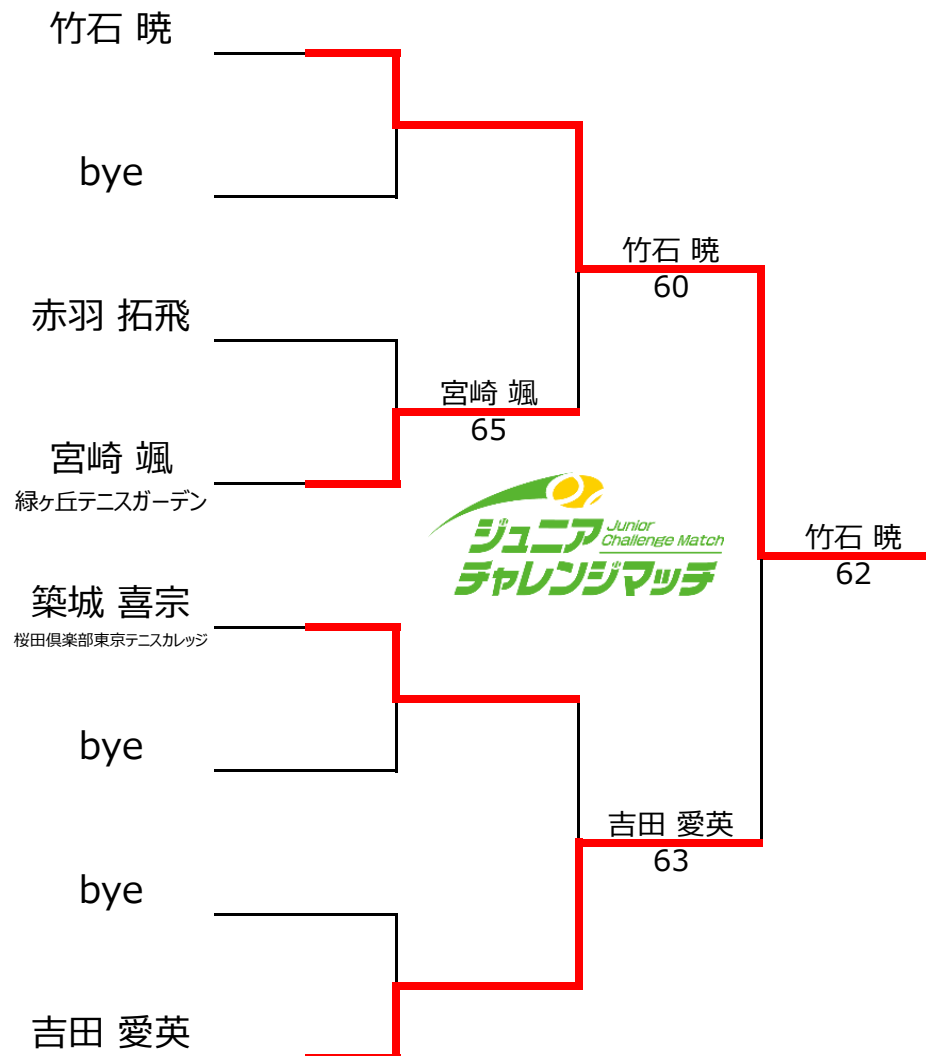 竹石 暁
bye
竹石 暁
60
赤羽 拓飛
宮崎 颯
65
宮崎 颯
緑ヶ丘テニスガーデン
ジュニア
Junior
Challenge Match
チャレンジマッチ
竹石 暁
62
築城 喜宗
桜田倶楽部東京テニスカレッジ
bye
吉田 愛英
63
bye
吉田 愛英